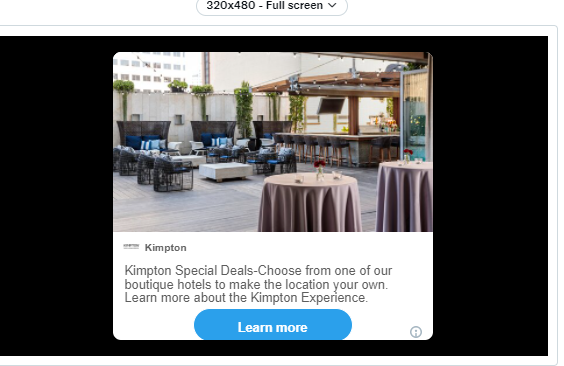 320x480 - Full screen
Kimpton
Kimpton Special Deals-Choose from one of our
boutique hotels to make the location your own.
Learn more about the Kimpton Experience.
Learn more